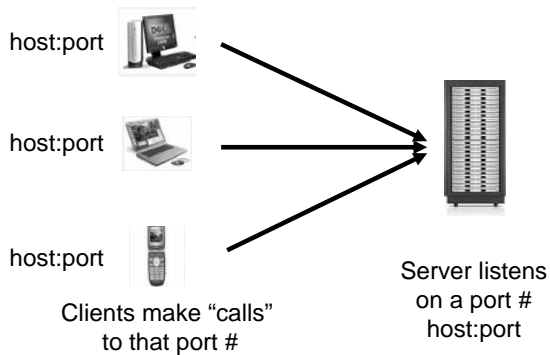 host:port
host:port
host:port
Clients make “calls”
to that port #
Server listens
on a port #
host:port